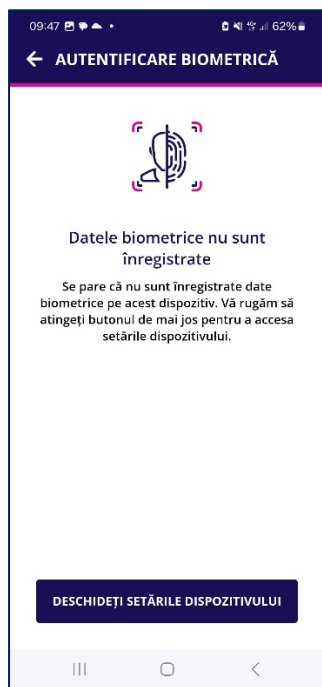 09:47 62%
AUTENTIFICARE BIOMETRICĂ
Datele biometrice nu sunt
înregistrate
Se pare că nu sunt înregistrate date
biometrice pe acest dispozitiv. Vă rugăm să
atingeți butonul de mai jos pentru a accesa
setările dispozitivului.
DESCHIDEȚI SETĂRILE DISPOZITIVULUI